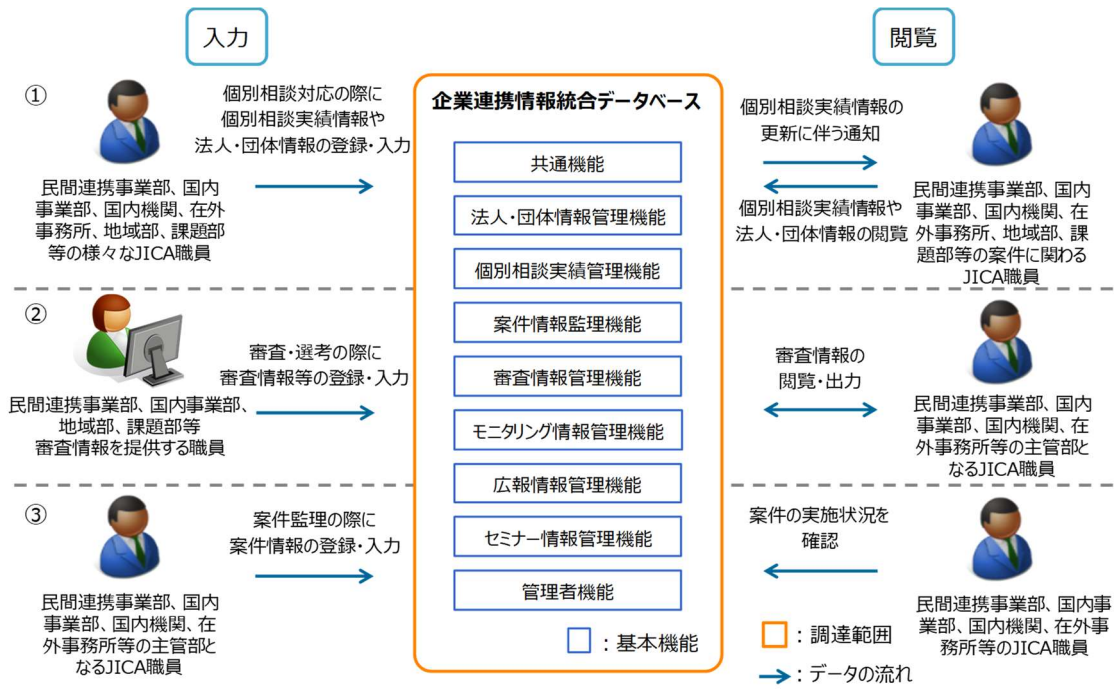 入力
閲覧
①
個別相談対応の際に
個別相談実績情報や
法人・団体情報の登録・入力
民間連携事業部、国内
事業部、国内機関、在外
事務所、地域部、課題部
等の様々なJICA職員
企業連携情報統合データベース
共通機能
法人・団体情報管理機能
個別相談実績管理機能
案件情報監理機能
審査情報管理機能
モニタリング情報管理機能
広報情報管理機能
セミナー情報管理機能
管理者機能
：基本機能
個別相談実績情報の
更新に伴う通知
個別相談実績情報や
法人・団体情報の閲覧
民間連携事業部、国内
事業部、国内機関、在
外事務所、地域部、課
題部等の案件に関わる
JICA職員
②
審査・選考の際に
審査情報等の登録・入力
民間連携事業部、国内事業部、
地域部、課題部等
審査情報を提供する職員
審査情報の
閲覧・出力
民間連携事業部、国内
事業部、国内機関、在
外事務所等の主管部と
なるJICA職員
③
案件監理の際に
案件情報の登録・入力
民間連携事業部、国内
事業部、国内機関、在
外事務所等の主管部と
なるJICA職員
案件の実施状況を
確認
民間連携事業部、国内事
業部、国内機関、在外事
務所等のJICA職員
：調達範囲
：データの流れ